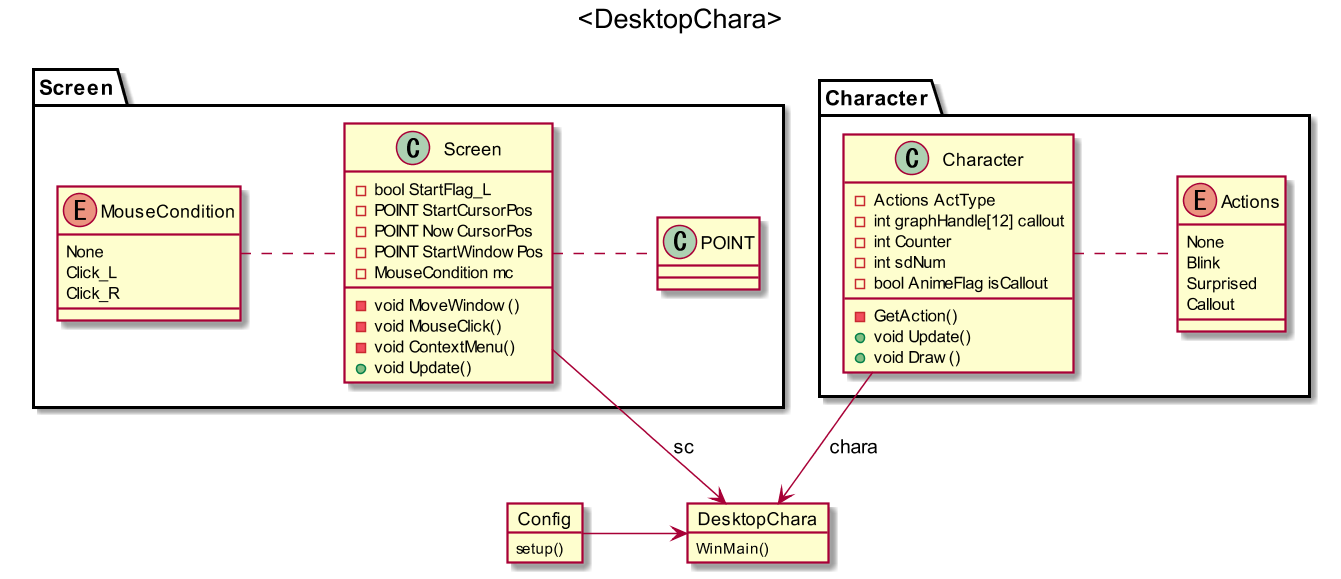 <DesktopChara>
Screen
E MouseCondition
None
Click_L
Click_R
C Screen
bool StartFlag_L
POINT StartCursorPos
POINT Now CursorPos
POINT StartWindow Pos
MouseCondition mc
void MoveWindow ()
void MouseClick()
void ContextMenu()
void Update()
C POINT
Character
C Character
Actions ActType
int graphHandle[12] callout
int Counter
int sdNum
bool AnimeFlag isCallout
GetAction()
void Update()
void Draw ()
E Actions
None
Blink
Surprised
Callout
sc
chara
Config
setup()
DesktopChara
WinMain()